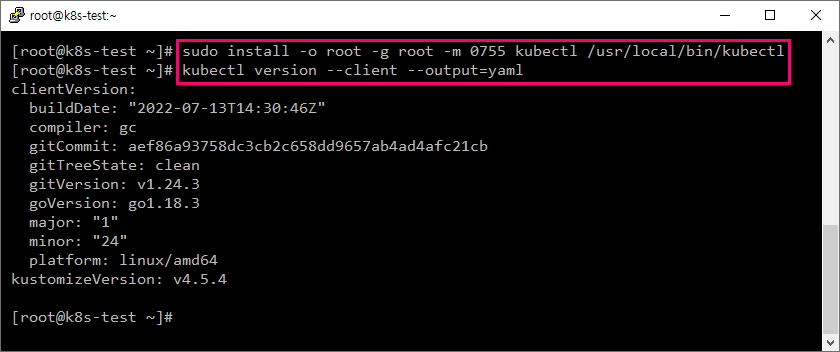 root@k8s-test:~
[root@k8s-test ~]# sudo install -o root -g root -m 0755 kubectl /usr/local/bin/kubectl
[root@k8s-test ~]# kubectl version --client --output=yaml
clientVersion:
  buildDate: "2022-07-13T14:30:46Z"
  compiler: gc
  gitCommit: aef86a93758dc3cb2c658dd9657ab4ad4afc21cb
  gitTreeState: clean
  gitVersion: v1.24.3
  goVersion: go1.18.3
  major: "1"
  minor: "24"
  platform: linux/amd64
kustomizeVersion: v4.5.4
[root@k8s-test ~]#